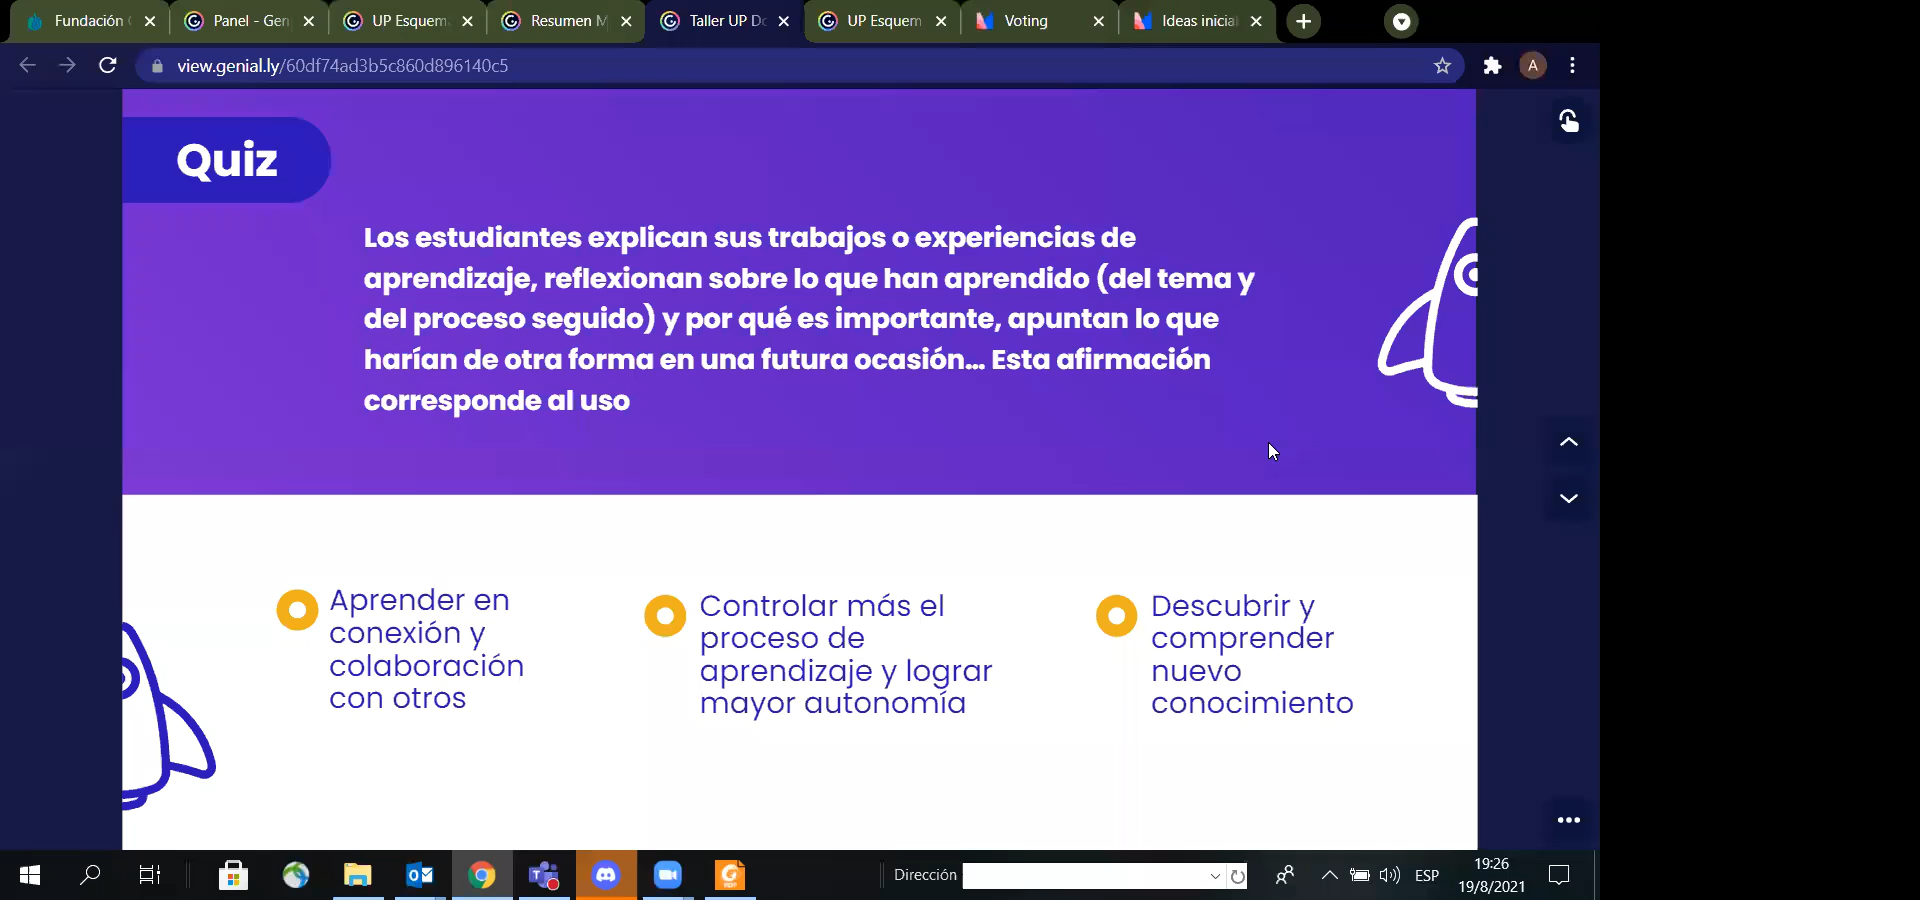 Fundación
Panel - Gen
UP Esquem
Resumen M
Taller UP Do
UP Esquem
Voting
Ideas inicia
view.genial.ly/60df74ad3b5c860d896140c5
A
Quiz
Los estudiantes explican sus trabajos o experiencias de
aprendizaje, reflexionan sobre lo que han aprendido (del tema y
del proceso seguido) y por qué es importante, apuntan lo que
harían de otra forma en una futura ocasión... Esta afirmación
corresponde al uso
Aprender en
conexión y
colaboración
con otros
Controlar más el
proceso de
aprendizaje y lograr
mayor autonomía
Descubrir y
comprender
nuevo
conocimiento
Dirección
ESP
19:26
19/8/2021